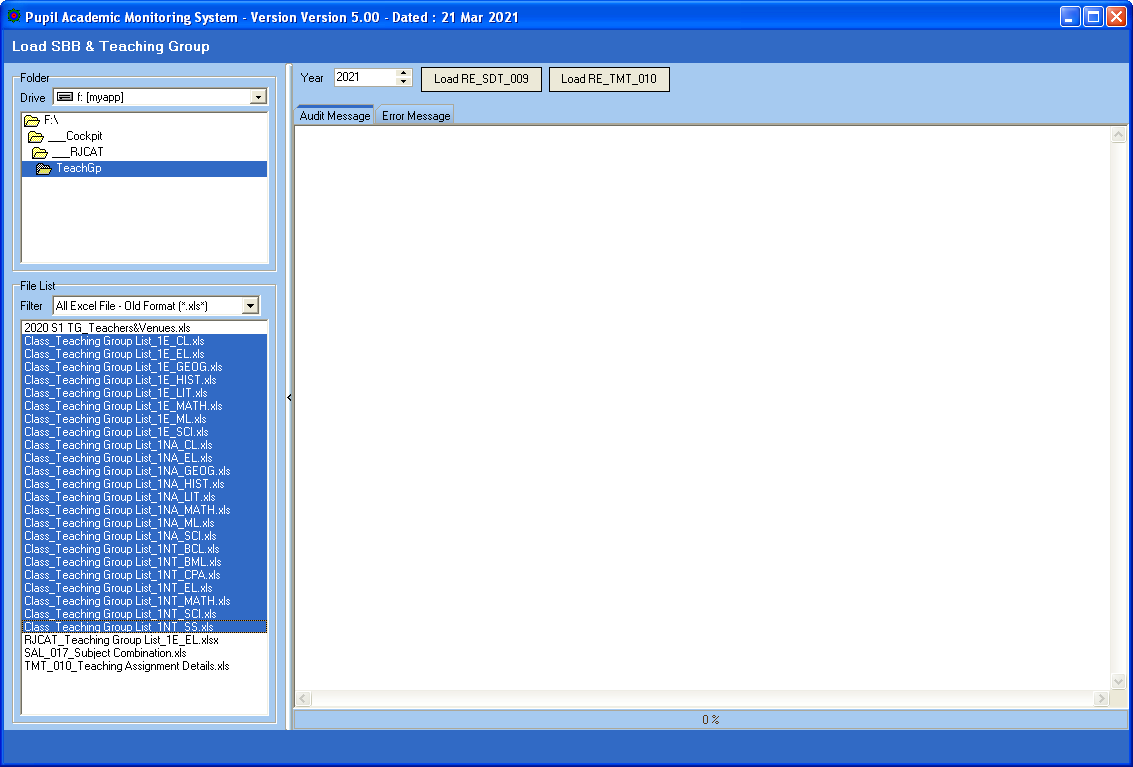 Pupil Academic Monitoring System - Version Version 5.00 - Dated : 21 Mar 2021
Load SBB & Teaching Group
Folder
Drive f: [myapp]
F:\
___Cockpit
___RJCAT
TeachGp
File List
Filter All Excel File - Old Format (*.xls*)
2020 S1 TG_Teachers&Venues.xls
Class_Teaching Group List_1E_CL.xls
Class_Teaching Group List_1E_EL.xls
Class_Teaching Group List_1E_GEOG.xls
Class_Teaching Group List_1E_HIST.xls
Class_Teaching Group List_1E_LIT.xls
Class_Teaching Group List_1E_MATH.xls
Class_Teaching Group List_1E_ML.xls
Class_Teaching Group List_1E_SCI.xls
Class_Teaching Group List_1NA_CL.xls
Class_Teaching Group List_1NA_EL.xls
Class_Teaching Group List_1NA_GEOG.xls
Class_Teaching Group List_1NA_HIST.xls
Class_Teaching Group List_1NA_LIT.xls
Class_Teaching Group List_1NA_MATH.xls
Class_Teaching Group List_1NA_ML.xls
Class_Teaching Group List_1NA_SCI.xls
Class_Teaching Group List_1NT_BCL.xls
Class_Teaching Group List_1NT_BML.xls
Class_Teaching Group List_1NT_CPA.xls
Class_Teaching Group List_1NT_EL.xls
Class_Teaching Group List_1NT_MATH.xls
Class_Teaching Group List_1NT_SCI.xls
Class_Teaching Group List_1NT_SS.xls
RJCAT_Teaching Group List_1E_EL.xlsx
SAL_017_Subject Combination.xls
TMT_010_Teaching Assignment Details.xls
Year 2021 Load RE_SDT_009 Load RE_TMT_010
Audit Message Error Message
0 %